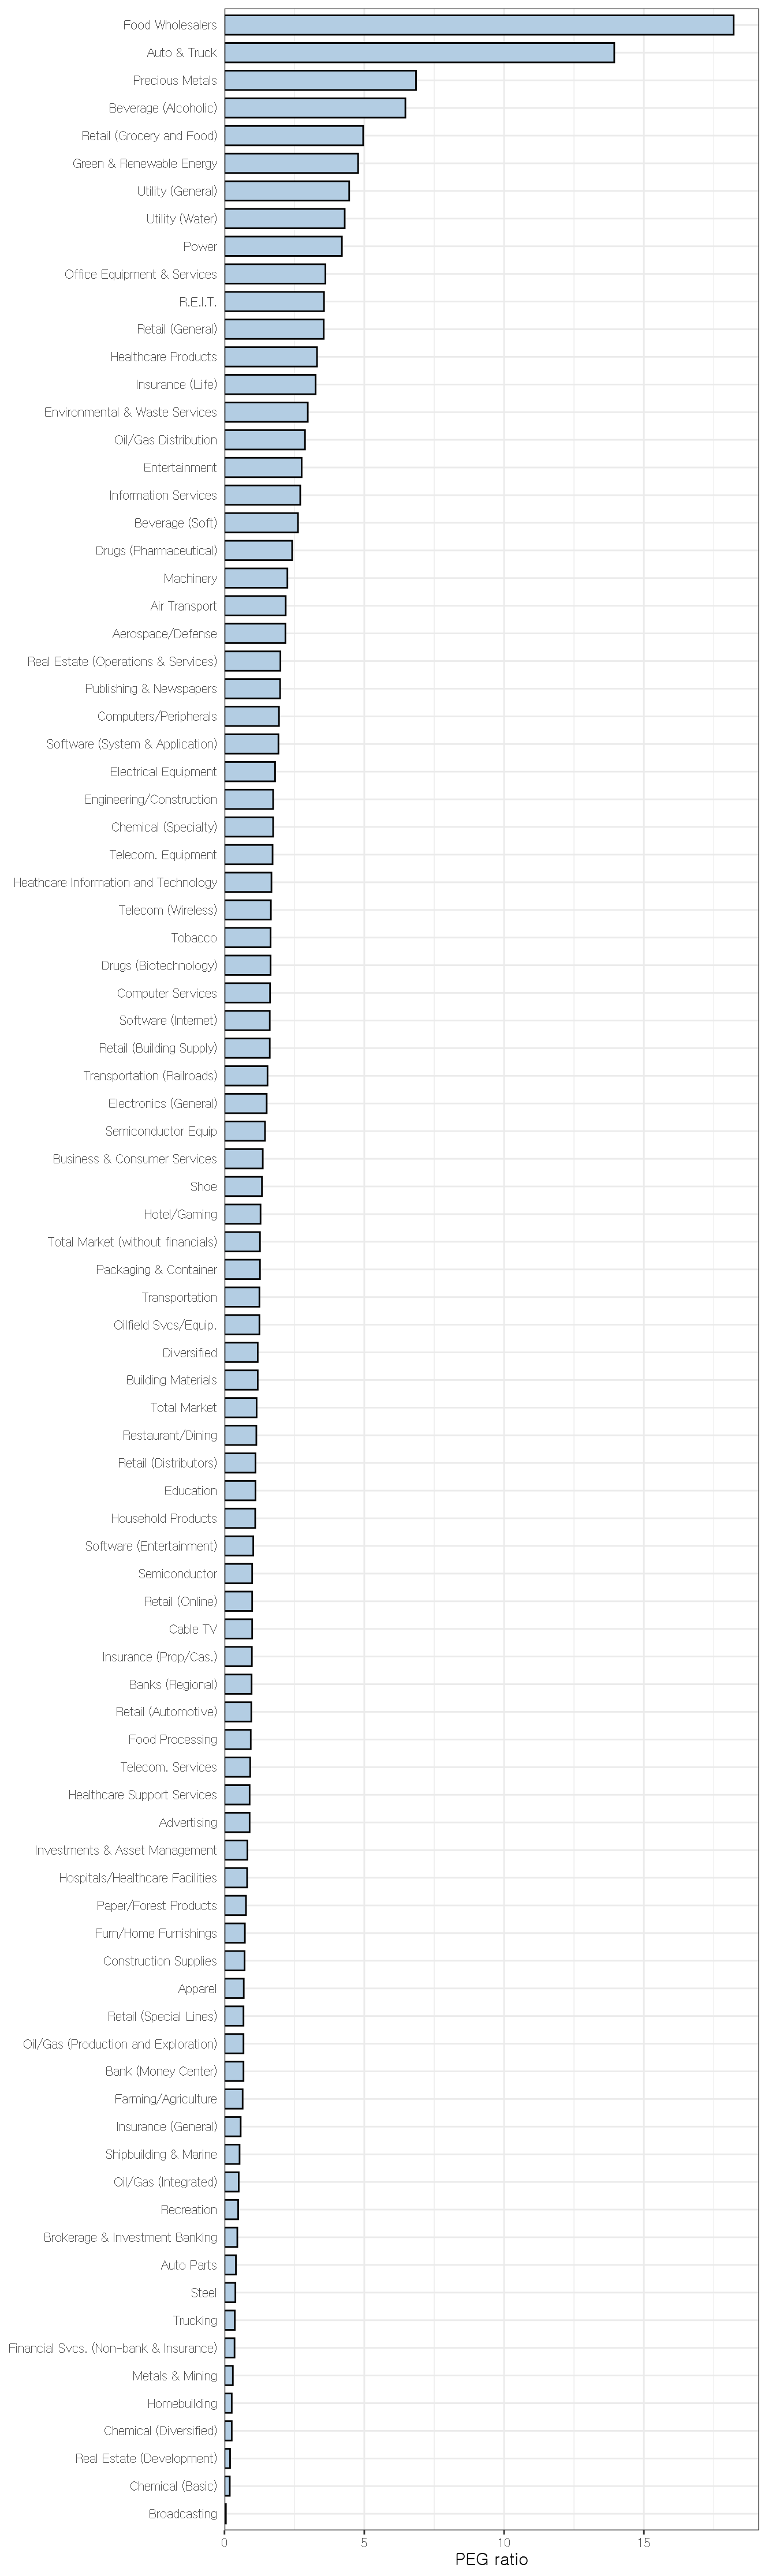 Food Wholesalers
Auto & Truck
Precious Metals
Beverage (Alcoholic)
Retail (Grocery and Food)
Green & Renewable Energy
Utility (General)
Utility (Water)
Power
Office Equipment & Services
R.E.I.T.
Retail (General)
Healthcare Products
Insurance (Life)
Environmental & Waste Services
Oil/Gas Distribution
Entertainment
Information Services
Beverage (Soft)
Drugs (Pharmaceutical)
Machinery
Air Transport
Aerospace/Defense
Real Estate (Operations & Services)
Publishing & Newspapers
Computers/Peripherals
Software (System & Application)
Electrical Equipment
Engineering/Construction
Chemical (Specialty)
Telecom. Equipment
Heathcare Information and Technology
Telecom (Wireless)
Tobacco
Drugs (Biotechnology)
Computer Services
Software (Internet)
Retail (Building Supply)
Transportation (Railroads)
Electronics (General)
Semiconductor Equip
Business & Consumer Services
Shoe
Hotel/Gaming
Total Market (without financials)
Packaging & Container
Transportation
Oilfield Svcs/Equip.
Diversified
Building Materials
Total Market
Restaurant/Dining
Retail (Distributors)
Education
Household Products
Software (Entertainment)
Semiconductor
Retail (Online)
Cable TV
Insurance (Prop/Cas.)
Banks (Regional)
Retail (Automotive)
Food Processing
Telecom. Services
Healthcare Support Services
Advertising
Investments & Asset Management
Hospitals/Healthcare Facilities
Paper/Forest Products
Furn/Home Furnishings
Construction Supplies
Apparel
Retail (Special Lines)
Oil/Gas (Production and Exploration)
Bank (Money Center)
Farming/Agriculture
Insurance (General)
Shipbuilding & Marine
Oil/Gas (Integrated)
Recreation
Brokerage & Investment Banking
Auto Parts
Steel
Trucking
Financial Svcs. (Non-bank & Insurance)
Metals & Mining
Homebuilding
Chemical (Diversified)
Real Estate (Development)
Chemical (Basic)
Broadcasting
0 5 10 15
PEG ratio